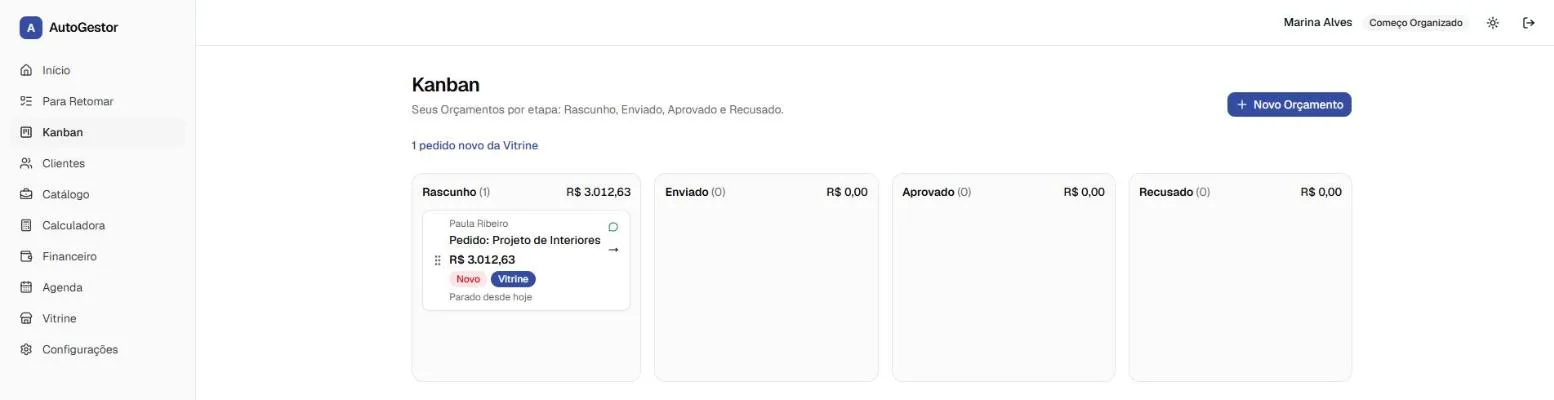 A AutoGestor
Início
Para Retomar
Kanban
Clientes
Catálogo
Calculadora
Financeiro
Agenda
Vitrine
Configurações
Marina Alves Começo Organizado
Kanban
Seus Orçamentos por etapa: Rascunho, Enviado, Aprovado e Recusado.
+ Novo Orçamento
1 pedido novo da Vitrine
Rascunho (1) R$ 3.012,63
Paula Ribeiro
Pedido: Projeto de Interiores
R$ 3.012,63
Novo Vitrine
Parado desde hoje
Enviado (0) R$ 0,00
Aprovado (0) R$ 0,00
Recusado (0) R$ 0,00